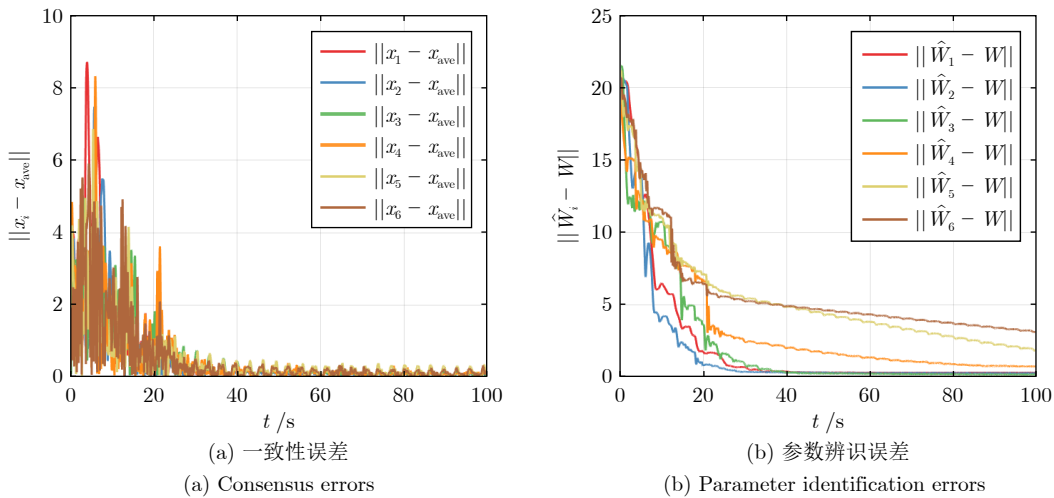 10
8
6
4
2
0
||x_i − x_ave||
||x_1 − x_ave||
||x_2 − x_ave||
||x_3 − x_ave||
||x_4 − x_ave||
||x_5 − x_ave||
||x_6 − x_ave||
0 20 40 60 80 100
t /s
(a) 一致性误差
(a) Consensus errors
25
20
15
10
5
0
||Ŵ_i − W||
||Ŵ_1 − W||
||Ŵ_2 − W||
||Ŵ_3 − W||
||Ŵ_4 − W||
||Ŵ_5 − W||
||Ŵ_6 − W||
0 20 40 60 80 100
t /s
(b) 参数辨识误差
(b) Parameter identification errors